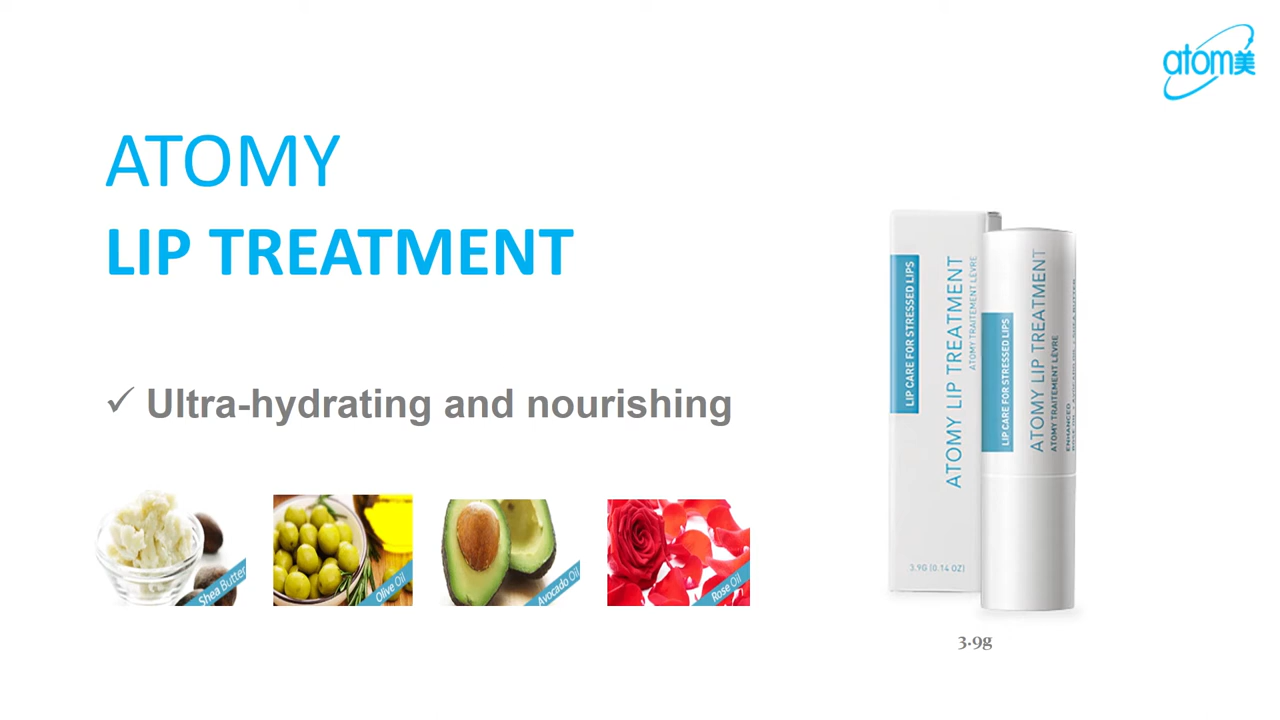 atom美
ATOMY
LIP TREATMENT
✓ Ultra-hydrating and nourishing
Shea Butter
Olive Oil
Avocado Oil
Rose Oil
LIP CARE FOR STRESSED LIPS
ATOMY LIP TREATMENT
ATOMY TRAITEMENT LÈVRE
3.9G (0.14 OZ)
LIP CARE FOR STRESSED LIPS
ATOMY LIP TREATMENT
ATOMY TRAITEMENT LÈVRE
ENHANCED
3.9g